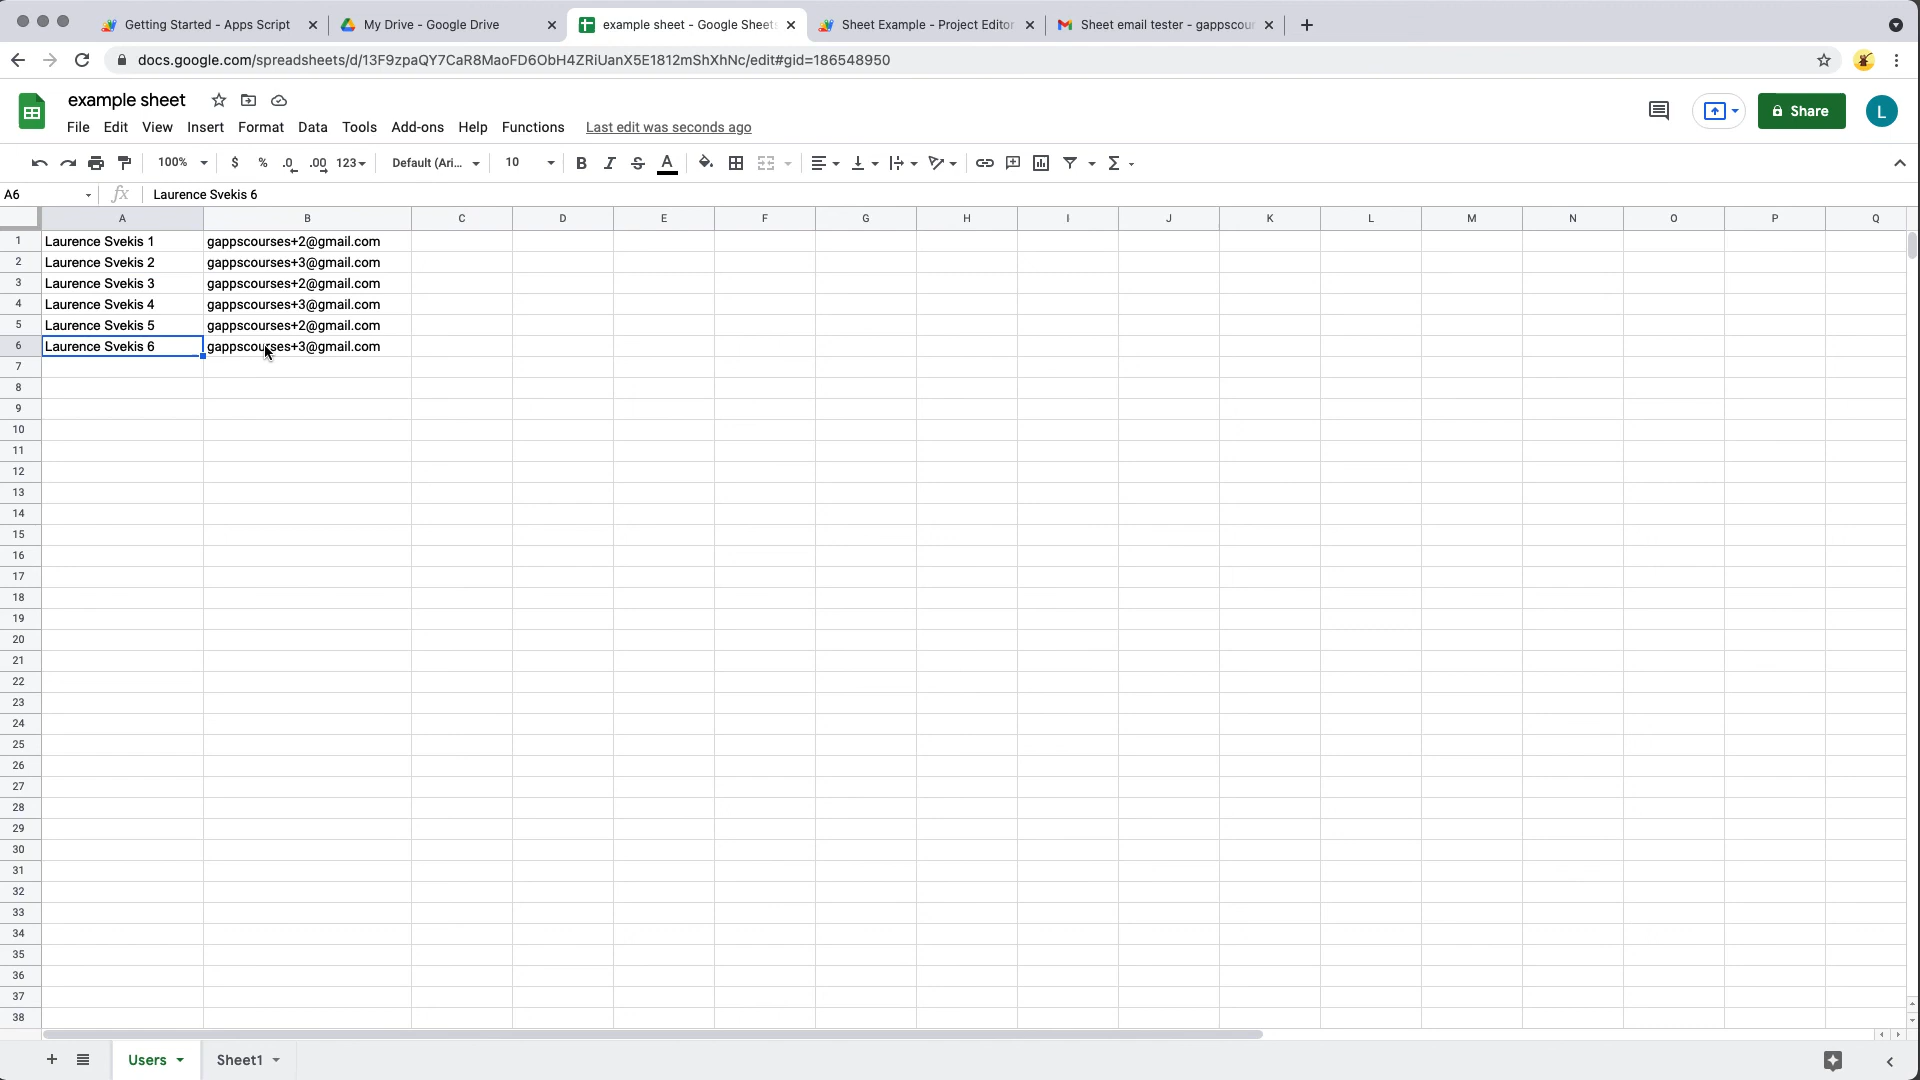 Getting Started - Apps Script
My Drive - Google Drive
example sheet - Google Sheets
Sheet Example - Project Editor
Sheet email tester - gappscour
docs.google.com/spreadsheets/d/13F9zpaQY7CaR8MaoFD6ObH4ZRiUanX5E1812mShXhNc/edit#gid=186548950
example sheet
Share
L
File Edit View Insert Format Data Tools Add-ons Help Functions Last edit was seconds ago
100% $ % .0 .00 123 Default (Ari... 10 B I S A
A6 fx Laurence Svekis 6
A B C D E F G H I J K L M N O P Q
1 Laurence Svekis 1 gappscourses+2@gmail.com
2 Laurence Svekis 2 gappscourses+3@gmail.com
3 Laurence Svekis 3 gappscourses+2@gmail.com
4 Laurence Svekis 4 gappscourses+3@gmail.com
5 Laurence Svekis 5 gappscourses+2@gmail.com
6 Laurence Svekis 6 gappscourses+3@gmail.com
7
8
9
10
11
12
13
14
15
16
17
18
19
20
21
22
23
24
25
26
27
28
29
30
31
32
33
34
35
36
37
38
Users Sheet1